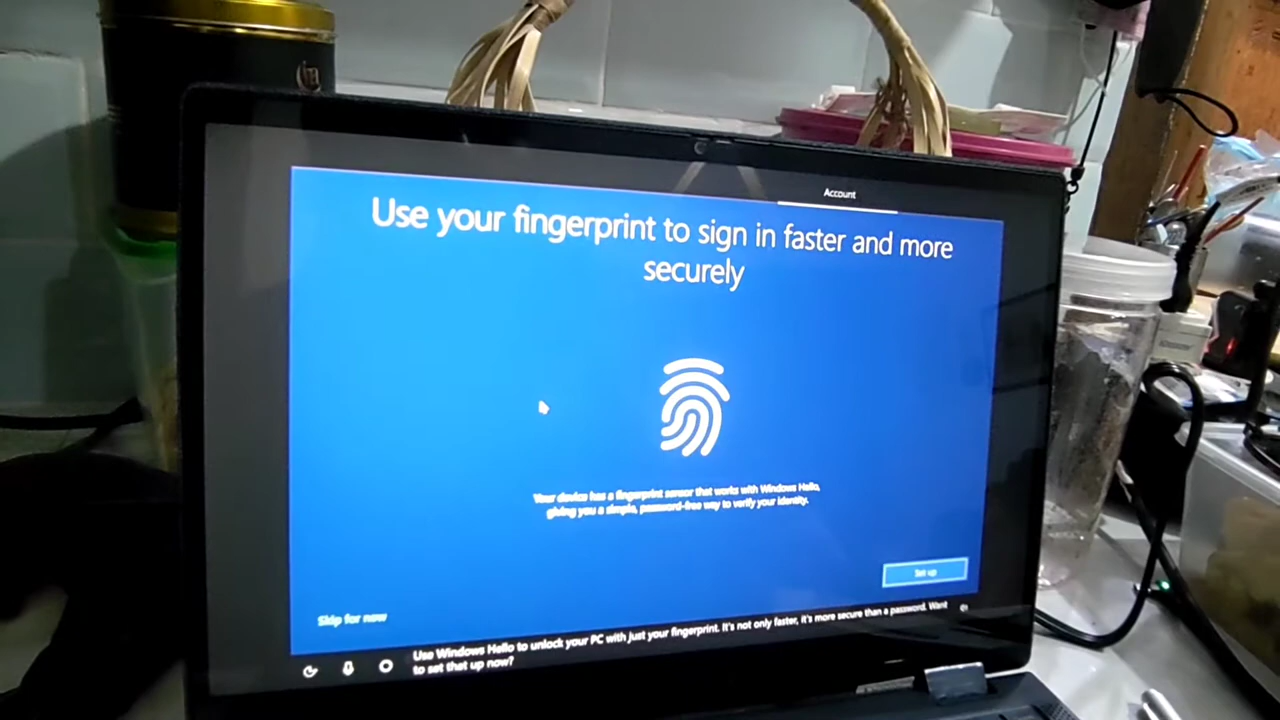 Account
Use your fingerprint to sign in faster and more
securely
Your device has a fingerprint sensor that works with Windows Hello,
giving you a simple, password-free way to verify your identity.
Set up
Skip for now
Use Windows Hello to unlock your PC with just your fingerprint. It's not only faster, it's more secure than a password. Want
to set that up now?